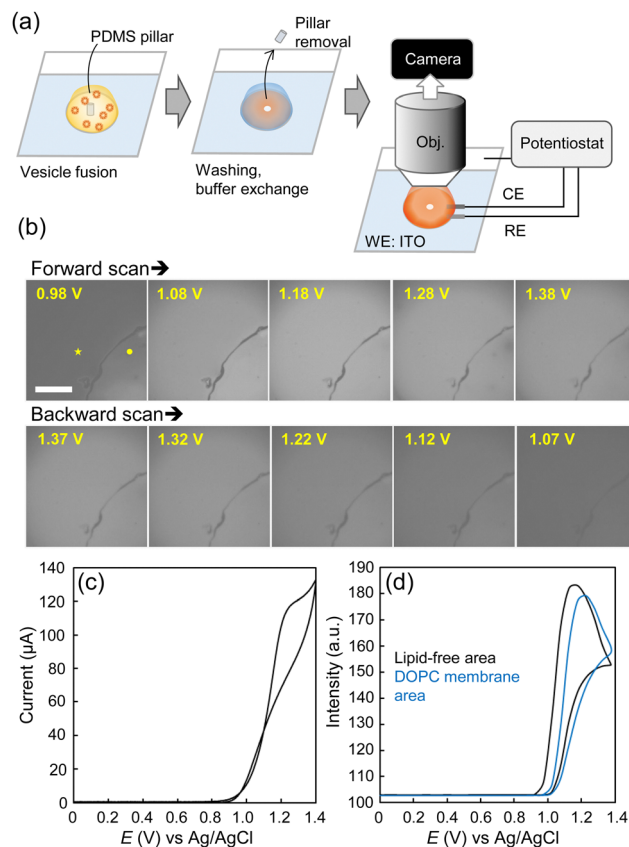 (a)
PDMS pillar
Pillar
removal
Camera
Obj.
Potentiostat
CE
RE
WE: ITO
Vesicle fusion
Washing,
buffer exchange
(b)
Forward scan➔
0.98 V 1.08 V 1.18 V 1.28 V 1.38 V
Backward scan➔
1.37 V 1.32 V 1.22 V 1.12 V 1.07 V
(c)
140
120
100
80
60
40
20
0
Current (µA)
0 0.2 0.4 0.6 0.8 1.0 1.2 1.4
E (V) vs Ag/AgCl
(d)
190
180
170
160
150
140
130
120
110
100
Intensity (a.u.)
Lipid-free area
DOPC membrane
area
0 0.2 0.4 0.6 0.8 1.0 1.2 1.4
E (V) vs Ag/AgCl